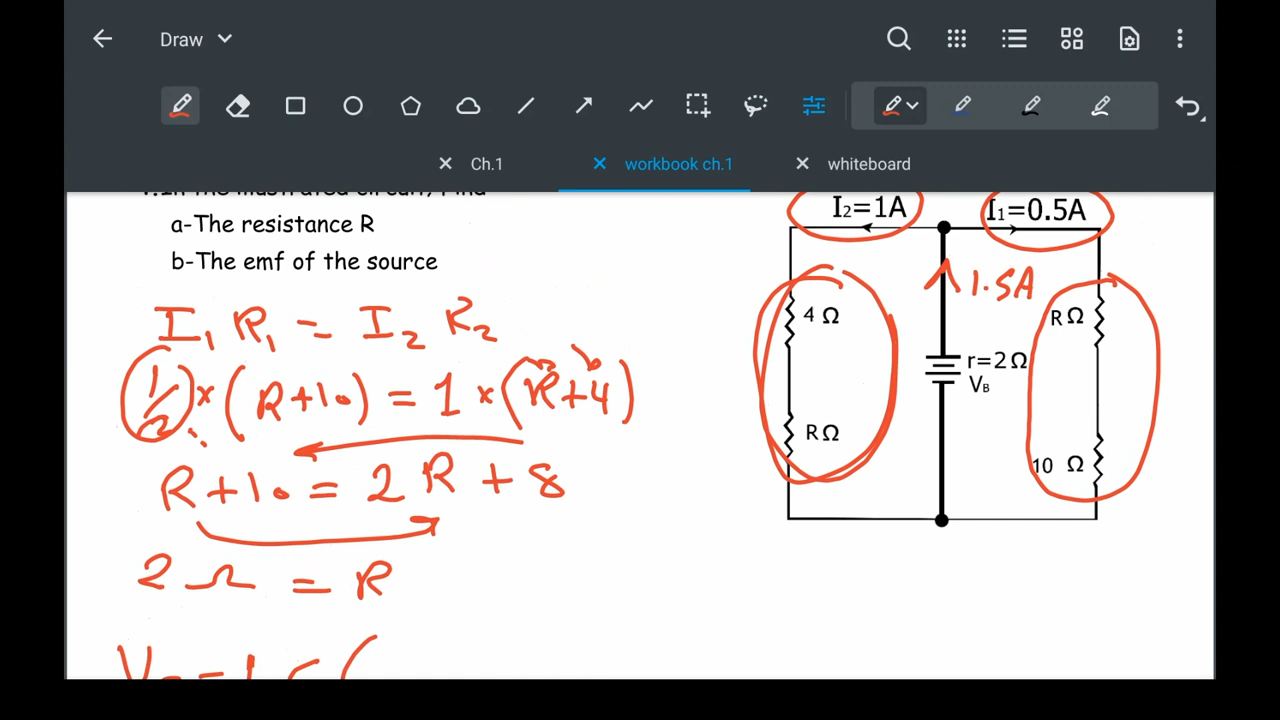 Draw
Ch.1
workbook ch.1
whiteboard
a-The resistance R
b-The emf of the source
I₂=1A
I₁=0.5A
1.5A
4 Ω
R Ω
r=2 Ω
V_B
R Ω
10 Ω
I₁ R₁ = I₂ R₂
1/2 × (R+10) = 1 × (R+4)
R+10 = 2R + 8
2 Ω = R